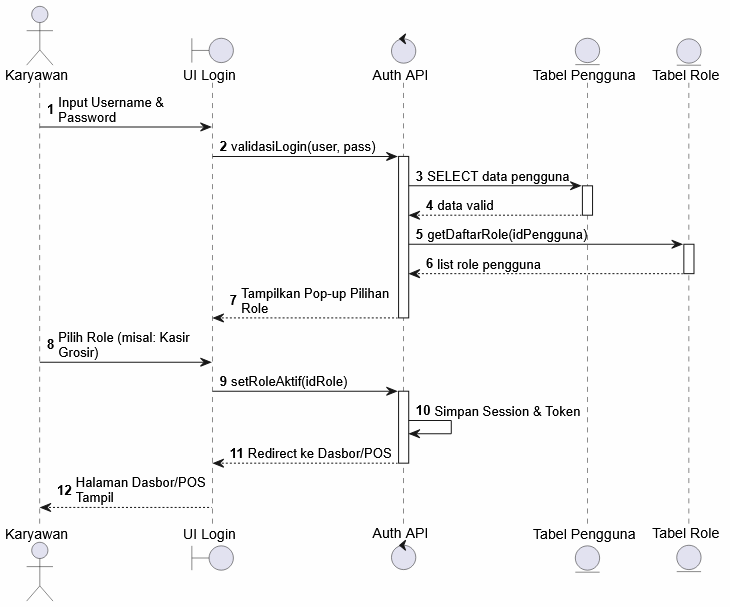 Karyawan
UI Login
Auth API
Tabel Pengguna
Tabel Role
1 Input Username &
Password
2 validasiLogin(user, pass)
3 SELECT data pengguna
4 data valid
5 getDaftarRole(idPengguna)
6 list role pengguna
7 Tampilkan Pop-up Pilihan
Role
8 Pilih Role (misal: Kasir
Grosir)
9 setRoleAktif(idRole)
10 Simpan Session & Token
11 Redirect ke Dasbor/POS
12 Halaman Dasbor/POS
Tampil
Karyawan
UI Login
Auth API
Tabel Pengguna
Tabel Role